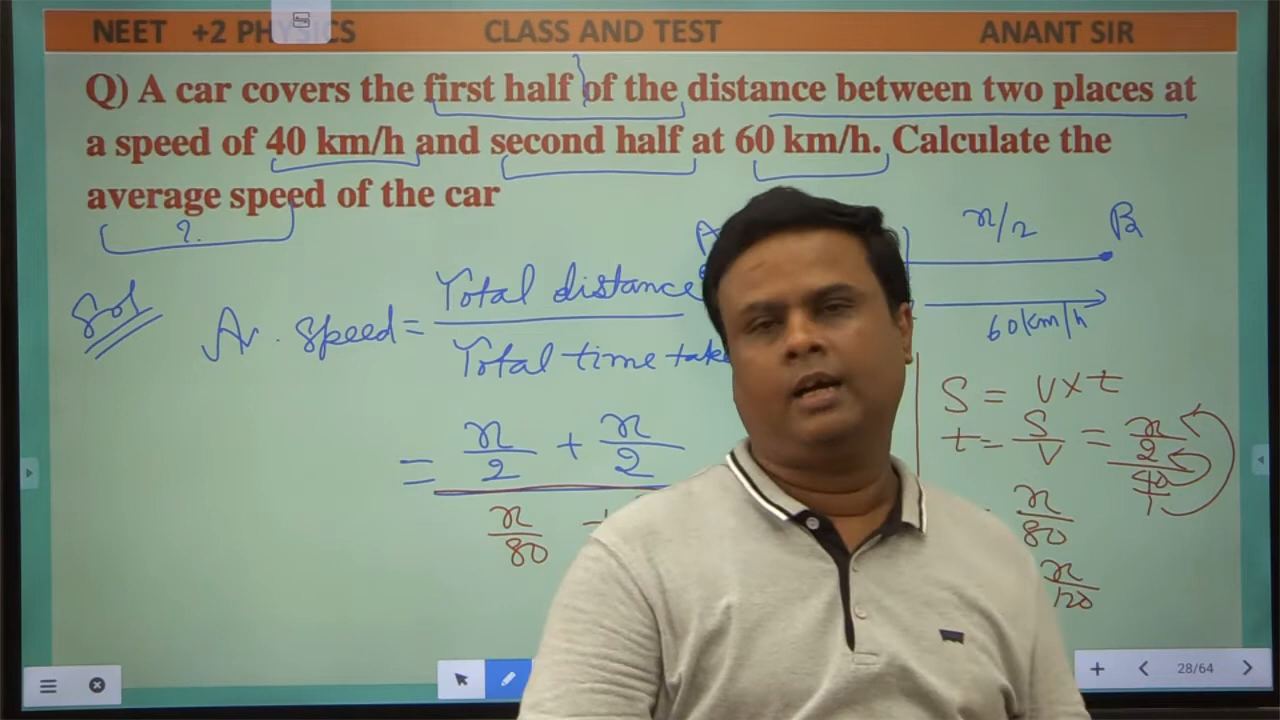 NEET +2 PHYSICS CLASS AND TEST ANANT SIR
Q) A car covers the first half of the distance between two places at
a speed of 40 km/h and second half at 60 km/h. Calculate the
average speed of the car
?
A x/2 B
Sol
60km/h
Av. Speed = Total distance
Total time take
S = v×t
t = S/v = x/2 / 40/1
= x/2 + x/2
x/80 +
x/80
x/120
28/64